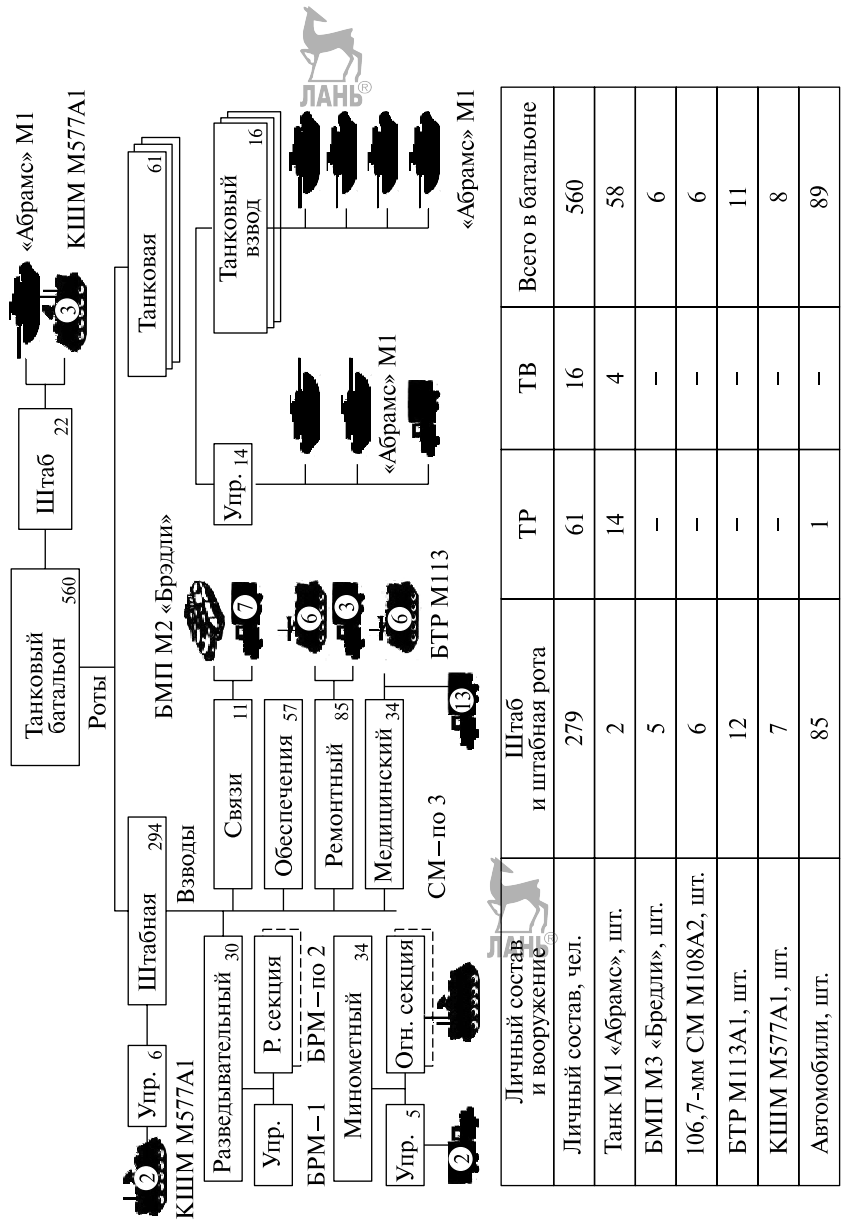 Танковый
батальон
560
Штаб
22
«Абрамс» М1
3
КШМ М577А1
Роты
Упр. 6
2
КШМ М577А1
Штабная
294
Взводы
Танковая
61
Разведывательный
30
Упр.
Р. секция
БРМ–1
БРМ–по 2
Минометный
34
Упр. 5
Огн. секция
2
СМ–по 3
Связи
11
Обеспечения
57
Ремонтный
85
Медицинский
34
БМП М2 «Брэдли»
7
6
3
6
13
БТР М113
Упр. 14
«Абрамс» М1
Танковый
взвод
16
«Абрамс» М1
ЛАНЬ®
Личный состав
и вооружение
Штаб
и штабная рота
ТР
ТВ
Всего в батальоне
Личный состав, чел.
279
61
16
560
Танк М1 «Абрамс», шт.
2
14
4
58
БМП М3 «Бредли», шт.
5
–
–
6
106,7-мм СМ М108А2, шт.
6
–
–
6
БТР М113А1, шт.
12
–
–
11
КШМ М577А1, шт.
7
–
–
8
Автомобили, шт.
85
1
–
89
ЛАНЬ®